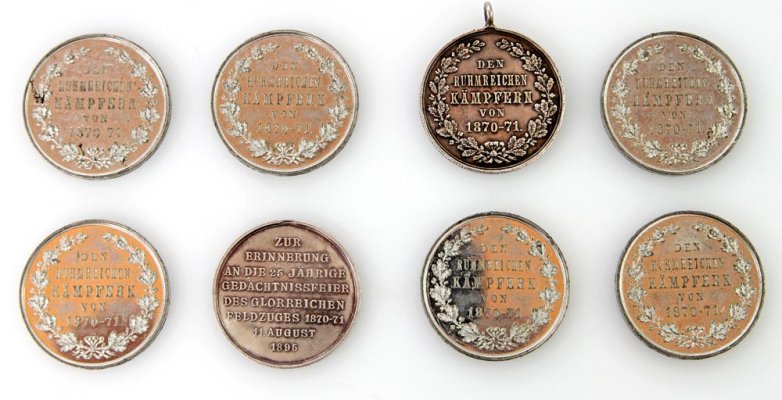 DEN
RUHMREICHEN
KÄMPFERN
VON
1870-71.
DEN
RUHMREICHEN
KÄMPFERN
VON
1870-71.
DEN
RUHMREICHEN
KÄMPFERN
VON
1870-71.
DEN
RUHMREICHEN
KÄMPFERN
VON
1870-71.
DEN
RUHMREICHEN
KÄMPFERN
VON
1870-71.
ZUR
ERINNERUNG
AN DIE 25 JÄHRIGE
GEDÄCHTNISSFEIER
DES GLORREICHEN
FELDZUGES 1870-71
11. AUGUST
1895
DEN
RUHMREICHEN
KÄMPFERN
VON
1870-71.
DEN
RUHMREICHEN
KÄMPFERN
VON
1870-71.